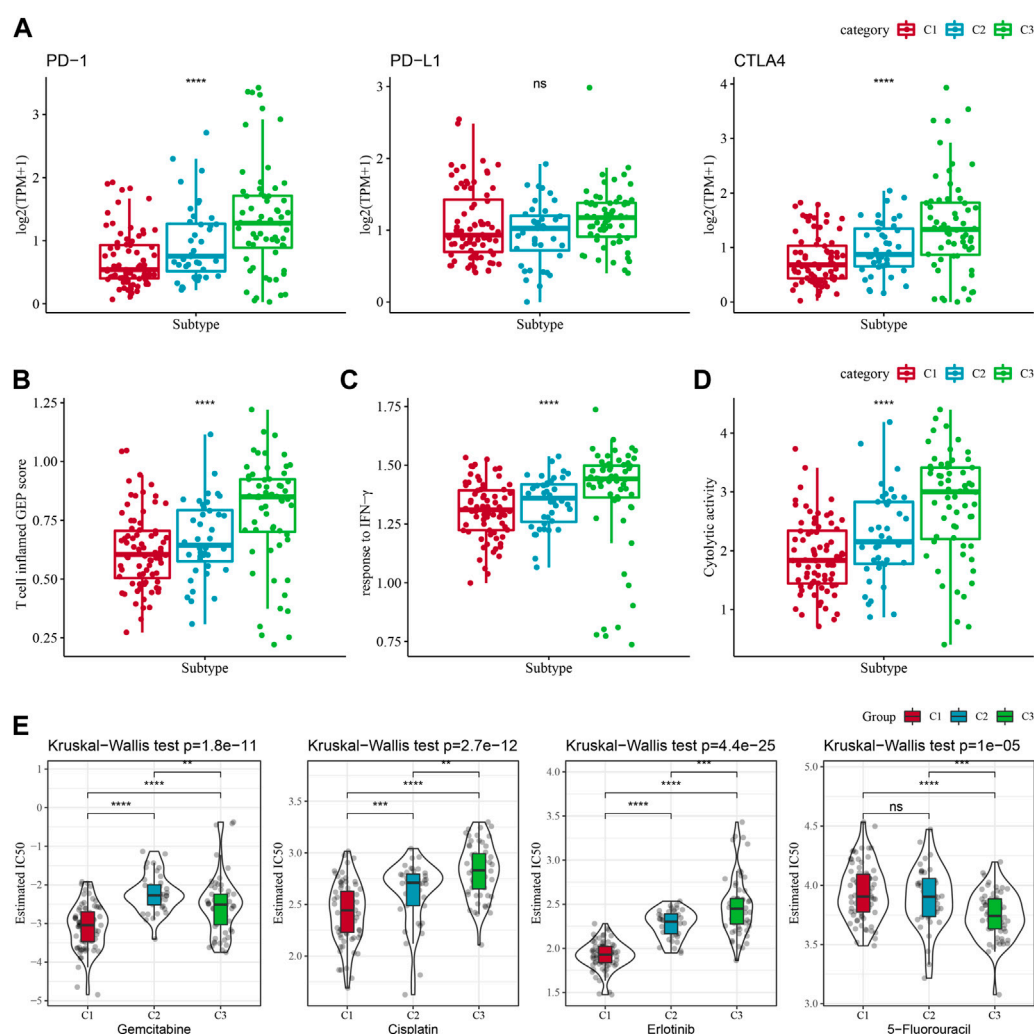 A
category C1 C2 C3
PD−1 PD−L1 CTLA4
**** ns ****
log2(TPM+1) log2(TPM+1) log2(TPM+1)
3 3 4
2 2 3
1 1 2
0 0 1
0
Subtype Subtype Subtype
B C D
category C1 C2 C3
**** **** ****
T cell inflamed GEP score
1.25
1.00
0.75
0.50
0.25
Subtype
response to IFN−γ
1.75
1.50
1.25
1.00
0.75
Subtype
Cytolytic activity
4
3
2
1
Subtype
E
Group C1 C2 C3
Kruskal−Wallis test p=1.8e−11
Estimated IC50
1
0
−1
−2
−3
−4
−5
**
****
****
C1 C2 C3
Gemcitabine
Kruskal−Wallis test p=2.7e−12
Estimated IC50
3.5
3.0
2.5
2.0
**
****
***
C1 C2 C3
Cisplatin
Kruskal−Wallis test p=4.4e−25
Estimated IC50
4.0
3.5
3.0
2.5
2.0
1.5
***
****
****
C1 C2 C3
Erlotinib
Kruskal−Wallis test p=1e−05
Estimated IC50
5.0
4.5
4.0
3.5
3.0
***
****
ns
C1 C2 C3
5−Fluorouracil